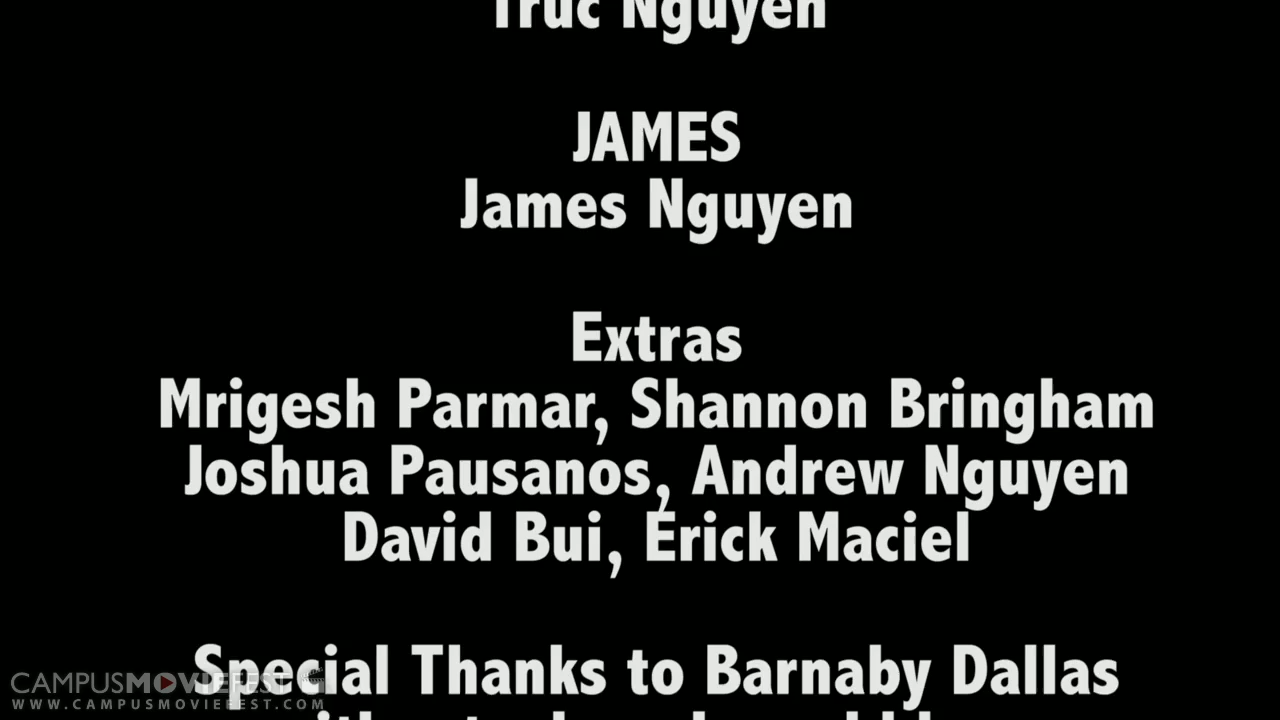 Truc Nguyen
JAMES
James Nguyen
Extras
Mrigesh Parmar, Shannon Bringham
Joshua Pausanos, Andrew Nguyen
David Bui, Erick Maciel
Special Thanks to Barnaby Dallas
CAMPUSMOVIEFEST
WWW.CAMPUSMOVIEFEST.COM